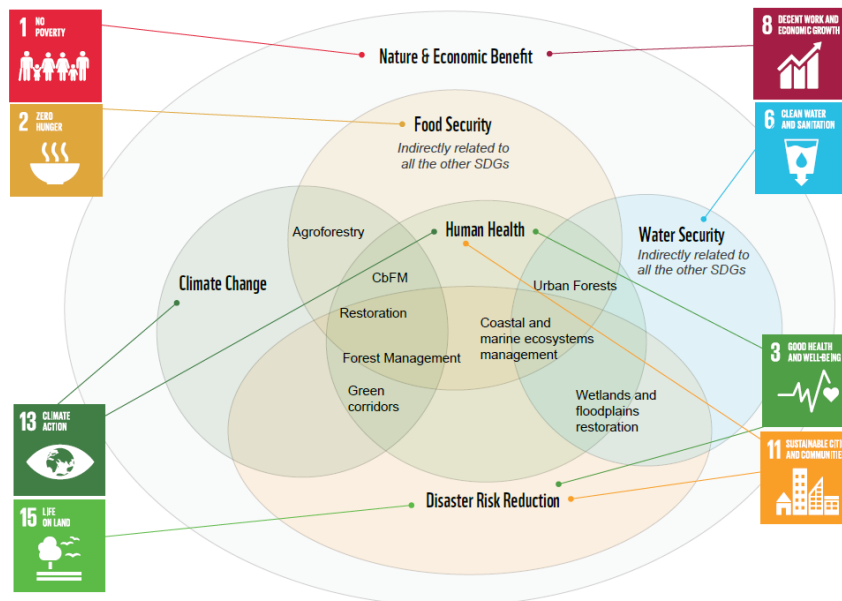 1 NO
POVERTY
8 DECENT WORK AND
ECONOMIC GROWTH
Nature & Economic Benefit
2 ZERO
HUNGER
6 CLEAN WATER
AND SANITATION
Food Security
Indirectly related to
all the other SDGs
Agroforestry
Human Health
Water Security
Indirectly related to
all the other SDGs
Climate Change
CbFM
Urban Forests
Restoration
Coastal and
marine ecosystems
management
Forest Management
3 GOOD HEALTH
AND WELL-BEING
Green
corridors
Wetlands and
floodplains
restoration
13 CLIMATE
ACTION
11 SUSTAINABLE CITI
AND COMMUNITIES
Disaster Risk Reduction
15 LIFE
ON LAND